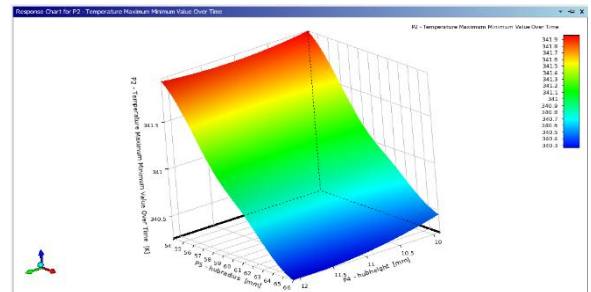 Response Chart for P2 - Temperature Maximum Minimum Value Over Time
P2 - Temperature Maximum Minimum Value Over Time
341.9
341.8
341.7
341.6
341.5
341.4
341.3
341.2
341.1
341
340.9
340.8
340.7
340.6
340.5
340.4
340.3
P2 - Temperature Maximum Minimum Value Over Time [K]
341.5
341
340.5
54 55 56 57 58 59 60 61 62 63 64 65 66
P3 - hubradius [mm]
12 11.5 11 10.5 10
P4 - hubheight [mm]